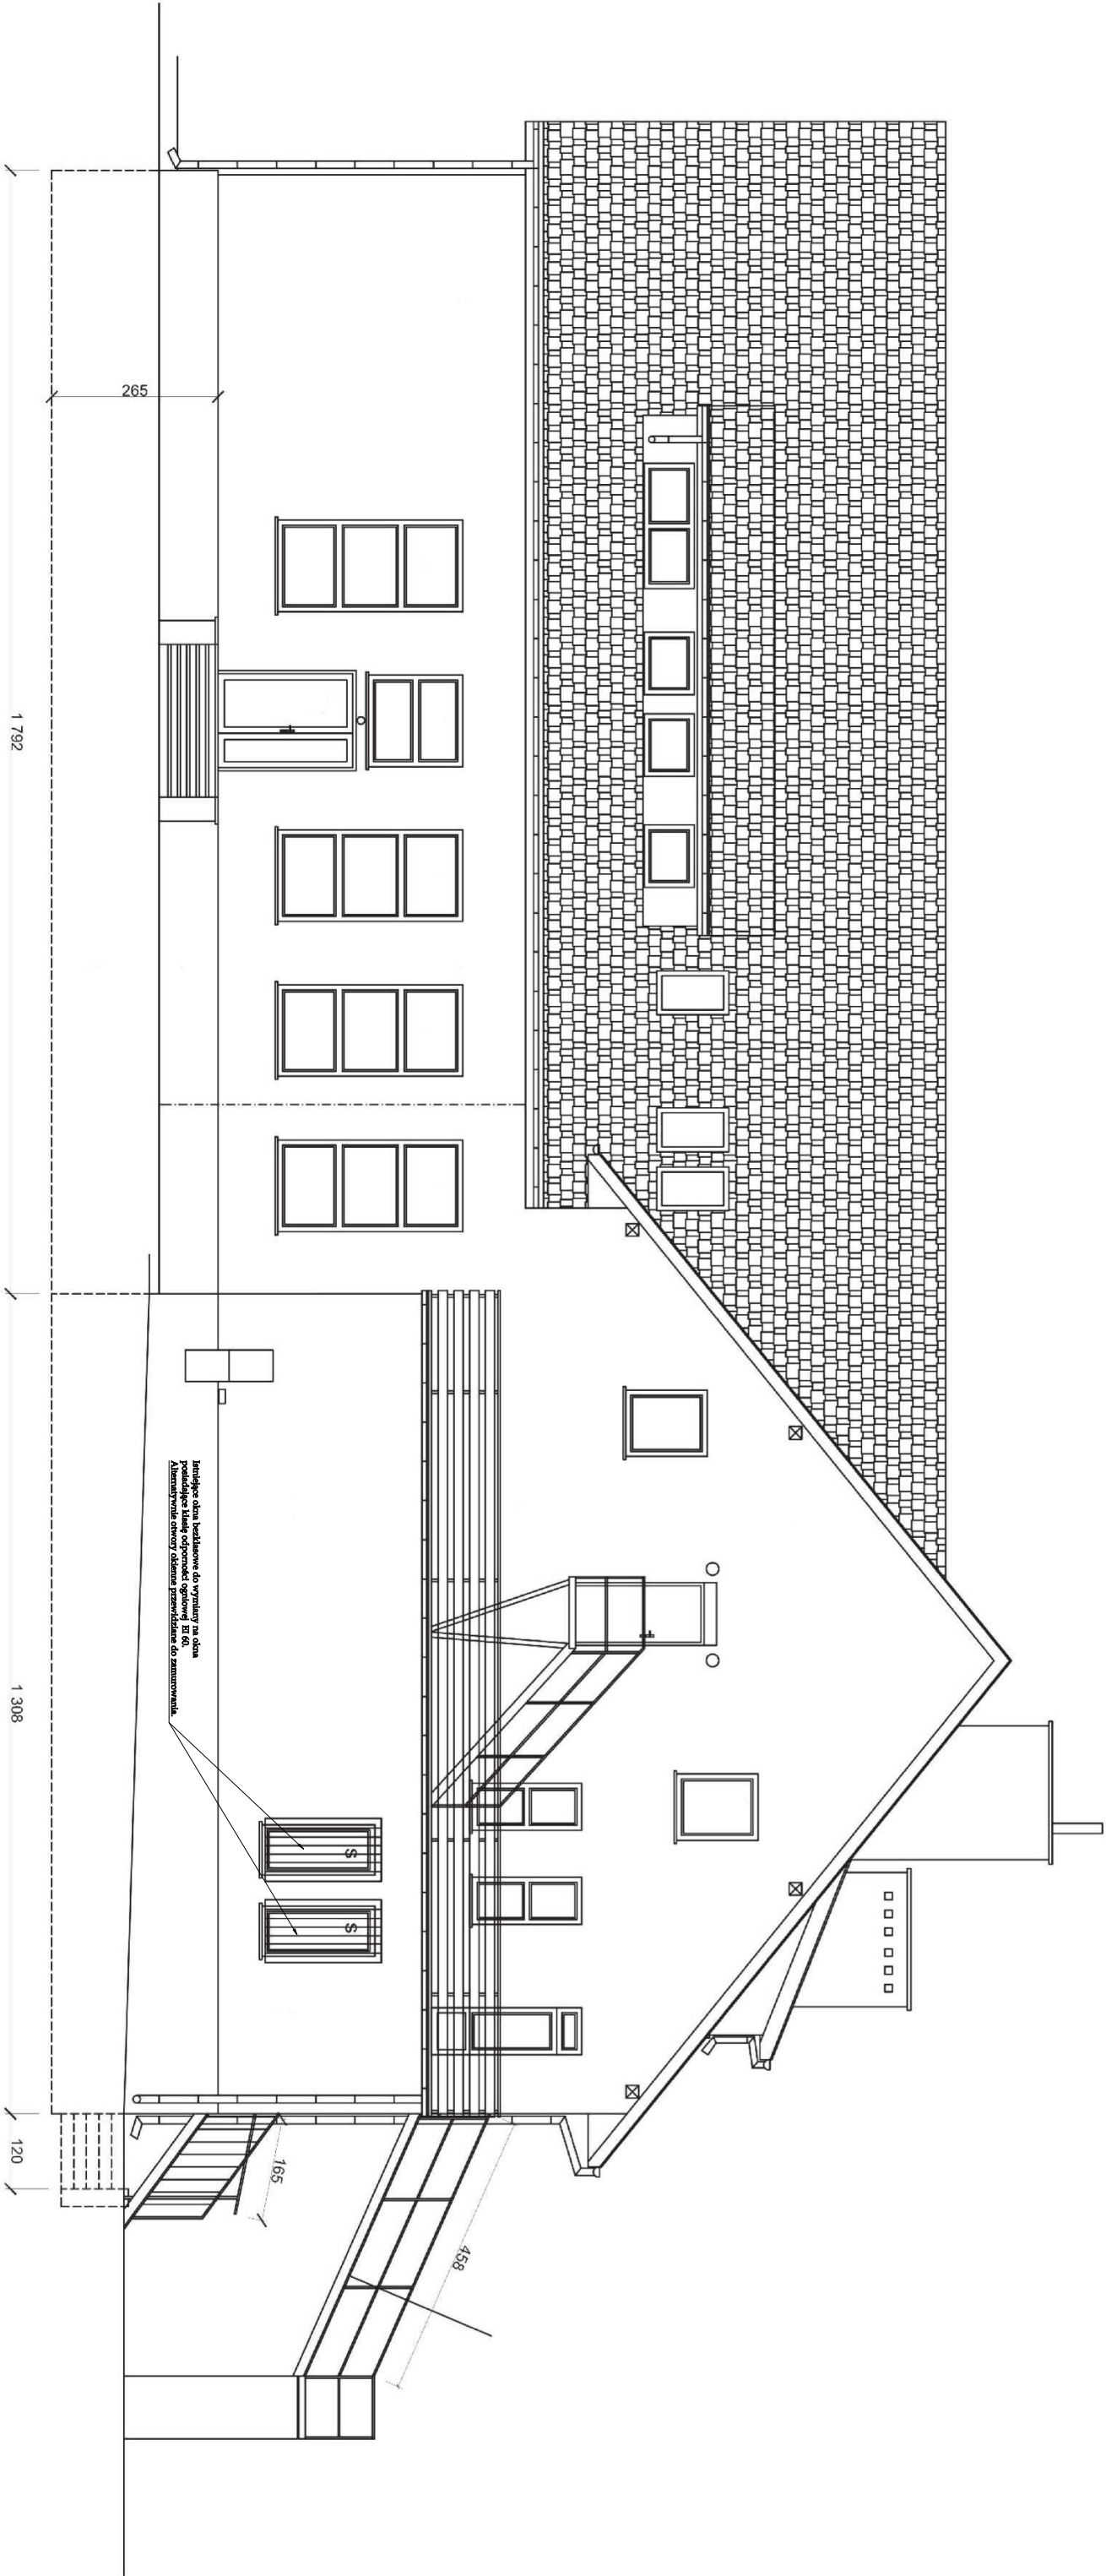 265
1 792
Istniejące okna bezklasowe do wymiany na okna
posiadające klasę odporności ogniowej EI 60.
Alternatywnie otwory okienne przewidziane do zamurowania.
S
S
1 308
165
458
120